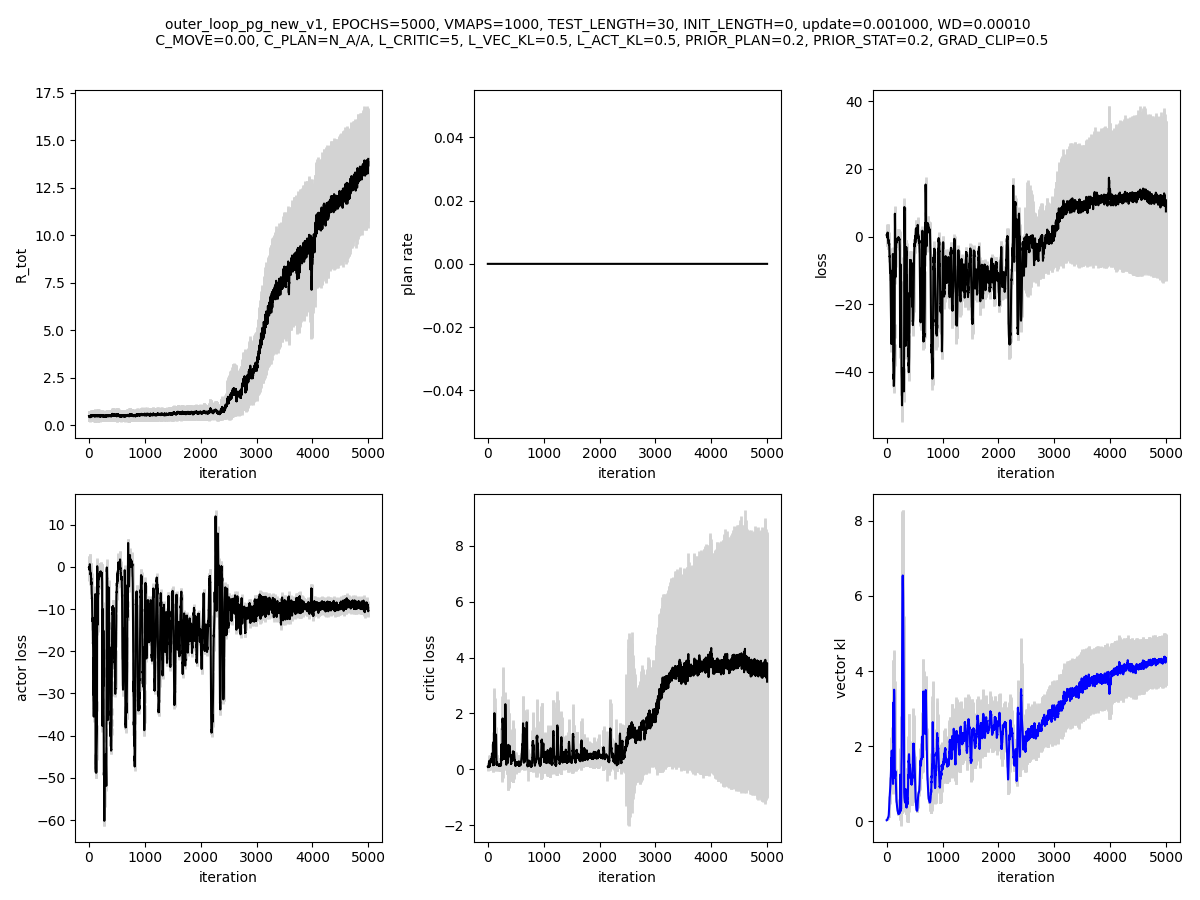 outer_loop_pg_new_v1, EPOCHS=5000, VMAPS=1000, TEST_LENGTH=30, INIT_LENGTH=0, update=0.001000, WD=0.00010
C_MOVE=0.00, C_PLAN=N_A/A, L_CRITIC=5, L_VEC_KL=0.5, L_ACT_KL=0.5, PRIOR_PLAN=0.2, PRIOR_STAT=0.2, GRAD_CLIP=0.5
R_tot
17.5
15.0
12.5
10.0
7.5
5.0
2.5
0.0
0 1000 2000 3000 4000 5000
iteration
plan rate
0.04
0.02
0.00
−0.02
−0.04
0 1000 2000 3000 4000 5000
iteration
loss
40
20
0
−20
−40
0 1000 2000 3000 4000 5000
iteration
actor loss
10
0
−10
−20
−30
−40
−50
−60
0 1000 2000 3000 4000 5000
iteration
critic loss
8
6
4
2
0
−2
0 1000 2000 3000 4000 5000
iteration
vector kl
8
6
4
2
0
0 1000 2000 3000 4000 5000
iteration